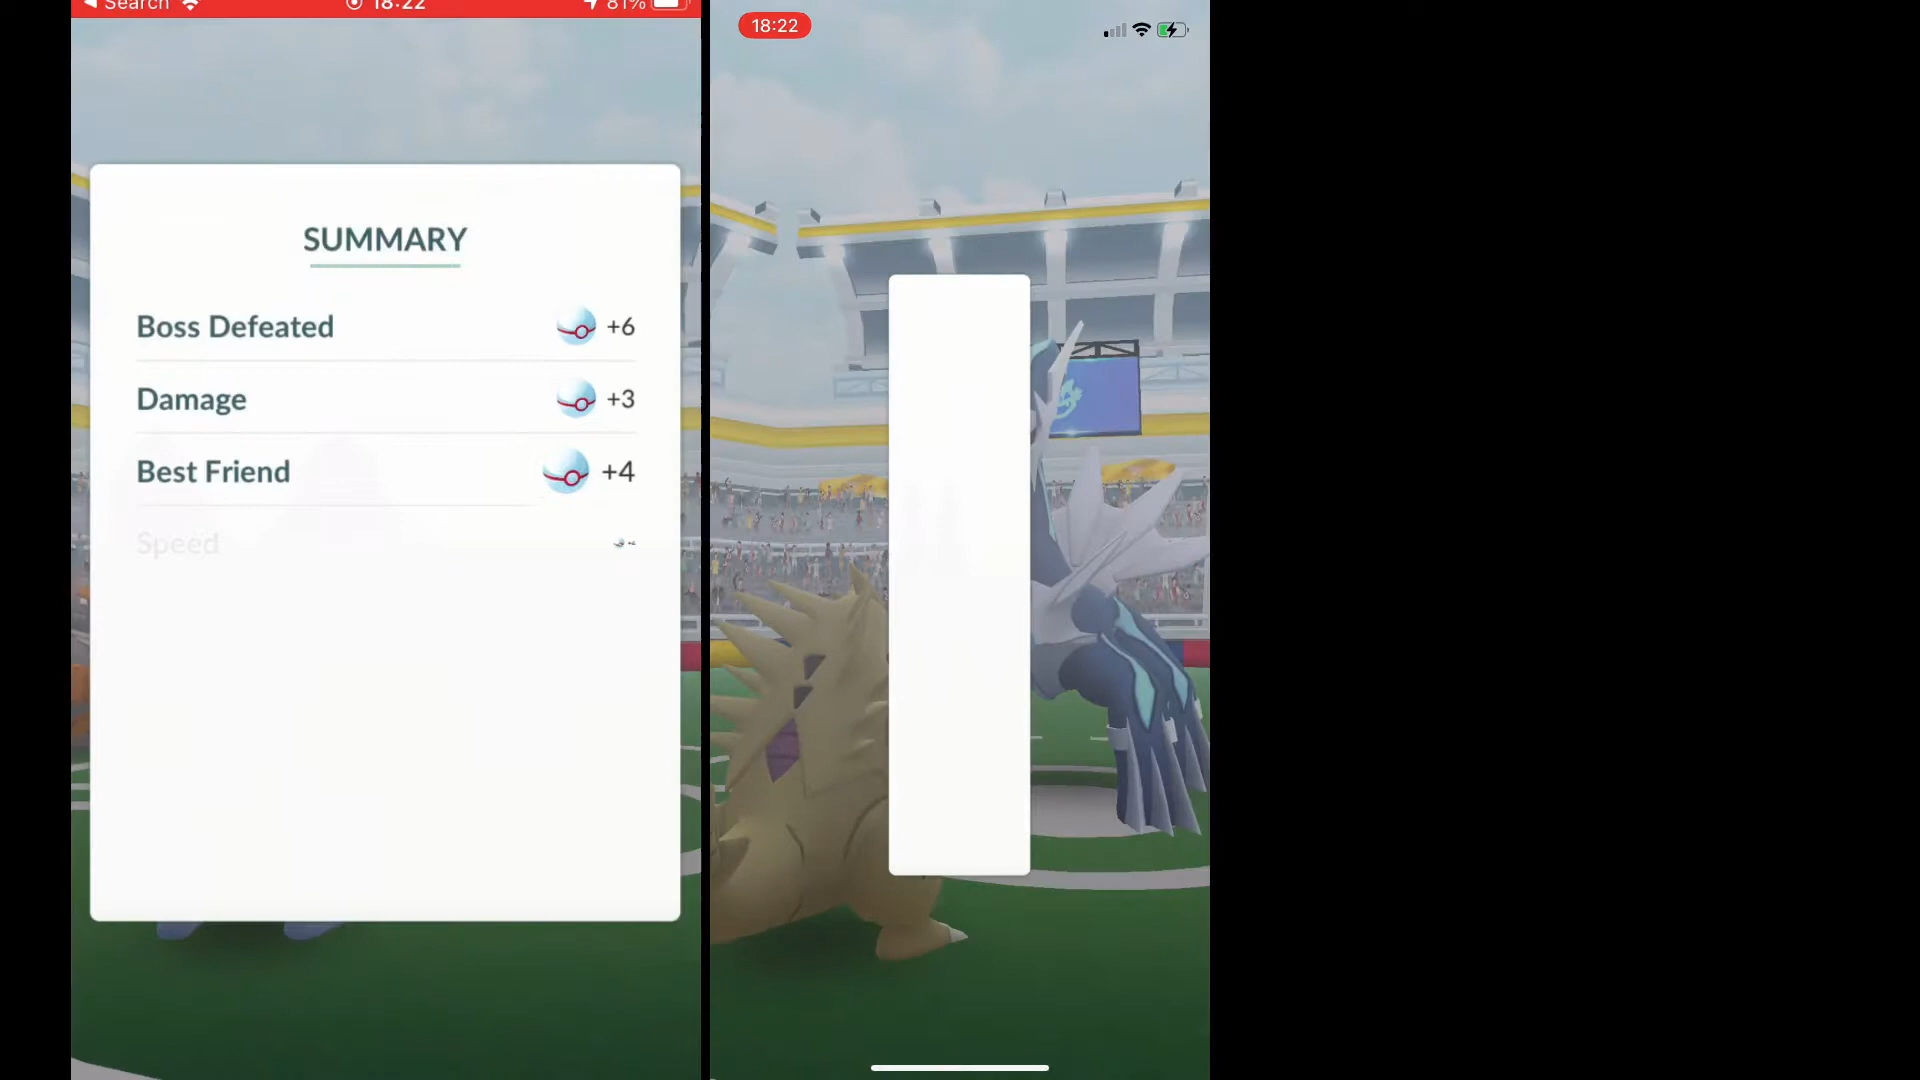 Search 18:22 81%
SUMMARY
Boss Defeated +6
Damage +3
Best Friend +4
Speed
18:22